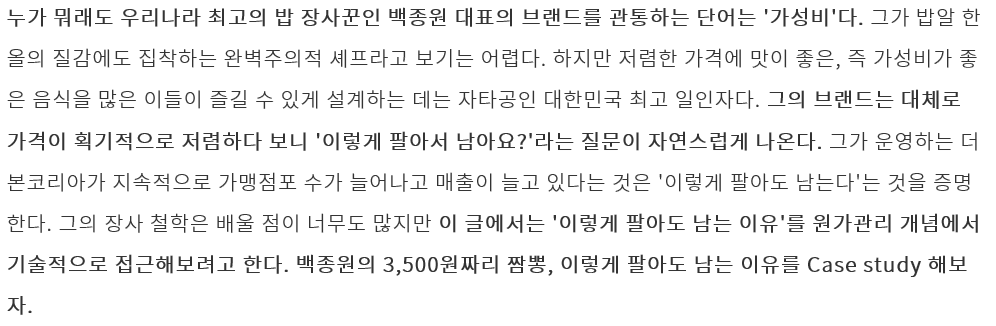 누가 뭐래도 우리나라 최고의 밥 장사꾼인 백종원 대표의 브랜드를 관통하는 단어는 '가성비'다. 그가 밥알 한
올의 질감에도 집착하는 완벽주의적 셰프라고 보기는 어렵다. 하지만 저렴한 가격에 맛이 좋은, 즉 가성비가 좋
은 음식을 많은 이들이 즐길 수 있게 설계하는 데는 자타공인 대한민국 최고 일인자다. 그의 브랜드는 대체로
가격이 획기적으로 저렴하다 보니 '이렇게 팔아서 남아요?'라는 질문이 자연스럽게 나온다. 그가 운영하는 더
본코리아가 지속적으로 가맹점포 수가 늘어나고 매출이 늘고 있다는 것은 '이렇게 팔아도 남는다'는 것을 증명
한다. 그의 장사 철학은 배울 점이 너무도 많지만 이 글에서는 '이렇게 팔아도 남는 이유'를 원가관리 개념에서
기술적으로 접근해보려고 한다. 백종원의 3,500원짜리 짬뽕, 이렇게 팔아도 남는 이유를 Case study 해보
자.